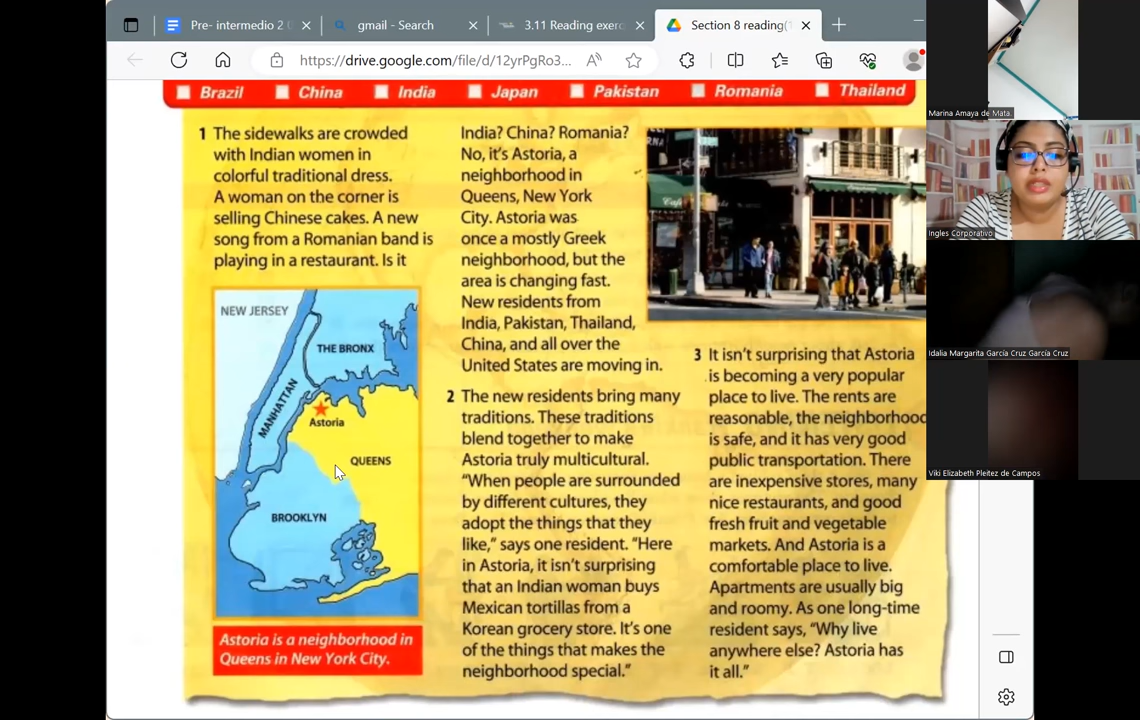 Pre- intermedio 2
gmail - Search
3.11 Reading exer
Section 8 reading(
https://drive.google.com/file/d/12yrPgRo3...
Brazil China India Japan Pakistan Romania Thailand
1 The sidewalks are crowded
with Indian women in
colorful traditional dress.
A woman on the corner is
selling Chinese cakes. A new
song from a Romanian band is
playing in a restaurant. Is it
India? China? Romania?
No, it's Astoria, a
neighborhood in
Queens, New York
City. Astoria was
once a mostly Greek
neighborhood, but the
area is changing fast.
New residents from
India, Pakistan, Thailand,
China, and all over the
United States are moving in.
NEW JERSEY
THE BRONX
MANHATTAN
Astoria
QUEENS
BROOKLYN
Astoria is a neighborhood in
Queens in New York City.
2 The new residents bring many
traditions. These traditions
blend together to make
Astoria truly multicultural.
"When people are surrounded
by different cultures, they
adopt the things that they
like," says one resident. "Here
in Astoria, it isn't surprising
that an Indian woman buys
Mexican tortillas from a
Korean grocery store. It's one
of the things that makes the
neighborhood special."
3 It isn't surprising that Astoria
is becoming a very popular
place to live. The rents are
reasonable, the neighborhood
is safe, and it has very good
public transportation. There
are inexpensive stores, many
nice restaurants, and good
fresh fruit and vegetable
markets. And Astoria is a
comfortable place to live.
Apartments are usually big
and roomy. As one long-time
resident says, "Why live
anywhere else? Astoria has
it all."
Marina Amaya de Mata.
Ingles Corporativo
Idalia Margarita García Cruz García Cruz
Viki Elizabeth Pleitez de Campos